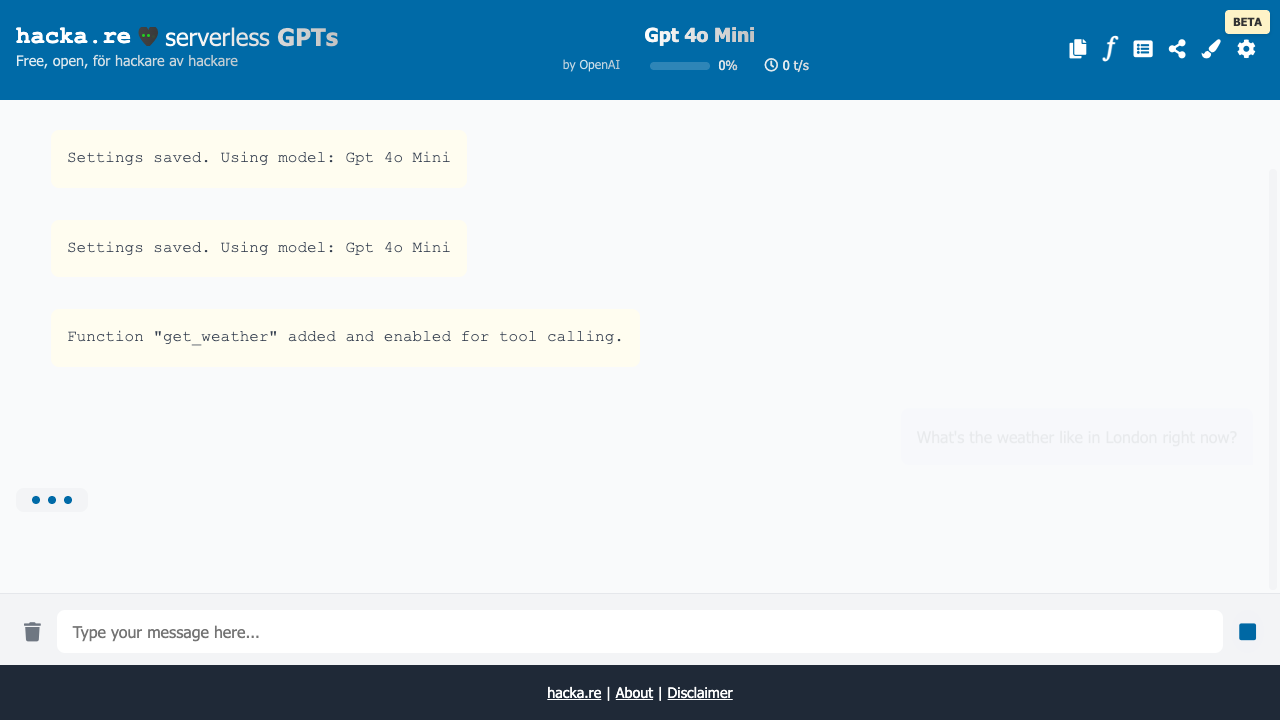 hacka.re serverless GPTs
Free, open, för hackare av hackare
Gpt 4o Mini
by OpenAI 0% 0 t/s
BETA
Settings saved. Using model: Gpt 4o Mini
Settings saved. Using model: Gpt 4o Mini
Function "get_weather" added and enabled for tool calling.
What's the weather like in London right now?
Type your message here...
hacka.re | About | Disclaimer